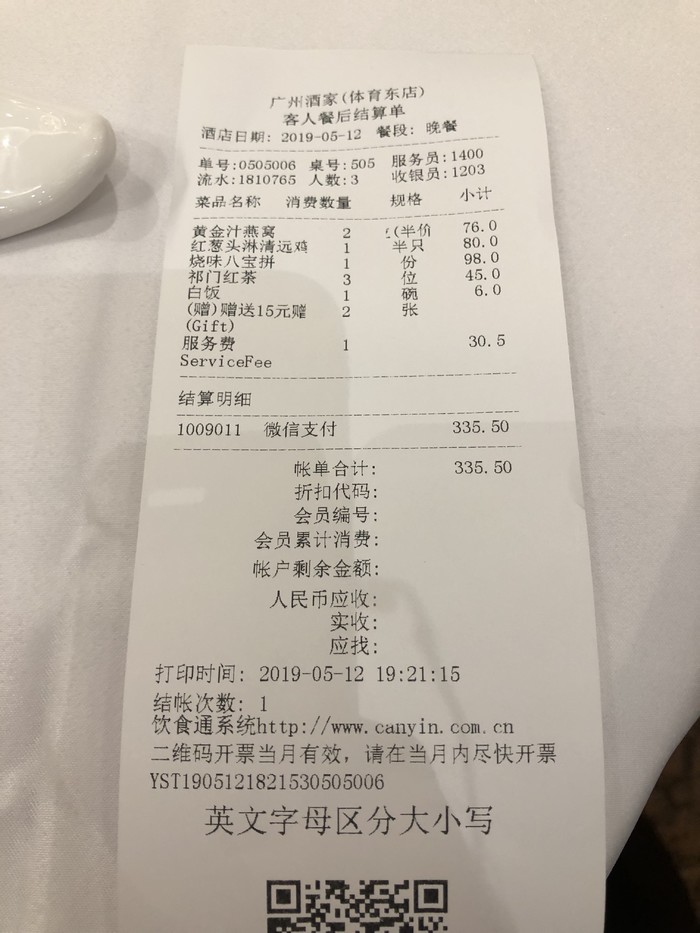 广州酒家(体育东店)
客人餐后结算单
酒店日期: 2019-05-12 餐段: 晚餐
单号:0505006 桌号:505 服务员:1400
流水:1810765 人数:3 收银员:1203
菜品名称 消费数量 规格 小计
黄金汁燕窝 2 (半价 76.0
红葱头淋清远鸡 1 半只 80.0
烧味八宝拼 1 份 98.0
祁门红茶 3 位 45.0
白饭 1 碗 6.0
(赠)赠送15元赠 2 张
(Gift)
服务费 1 30.5
ServiceFee
结算明细
1009011 微信支付 335.50
帐单合计: 335.50
折扣代码:
会员编号:
会员累计消费:
帐户剩余金额:
人民币应收:
实收:
应找:
打印时间: 2019-05-12 19:21:15
结帐次数: 1
饮食通系统http://www.canyin.com.cn
二维码开票当月有效，请在当月内尽快开票
YST1905121821530505006
英文字母区分大小写